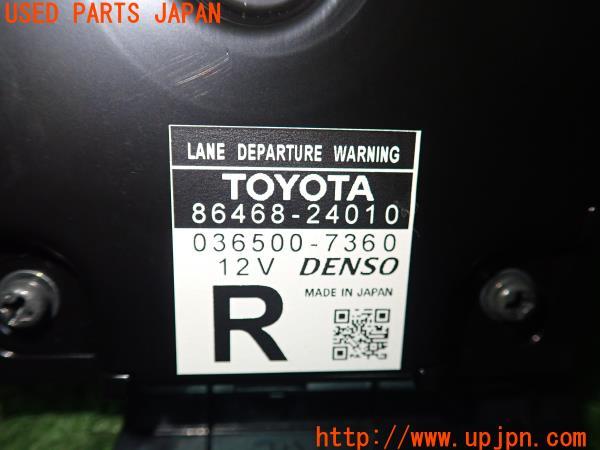 USED PARTS JAPAN
LANE DEPARTURE WARNING
TOYOTA
86468-24010
036500-7360
12V DENSO
R
MADE IN JAPAN
UPJ http://www.upjpn.com/